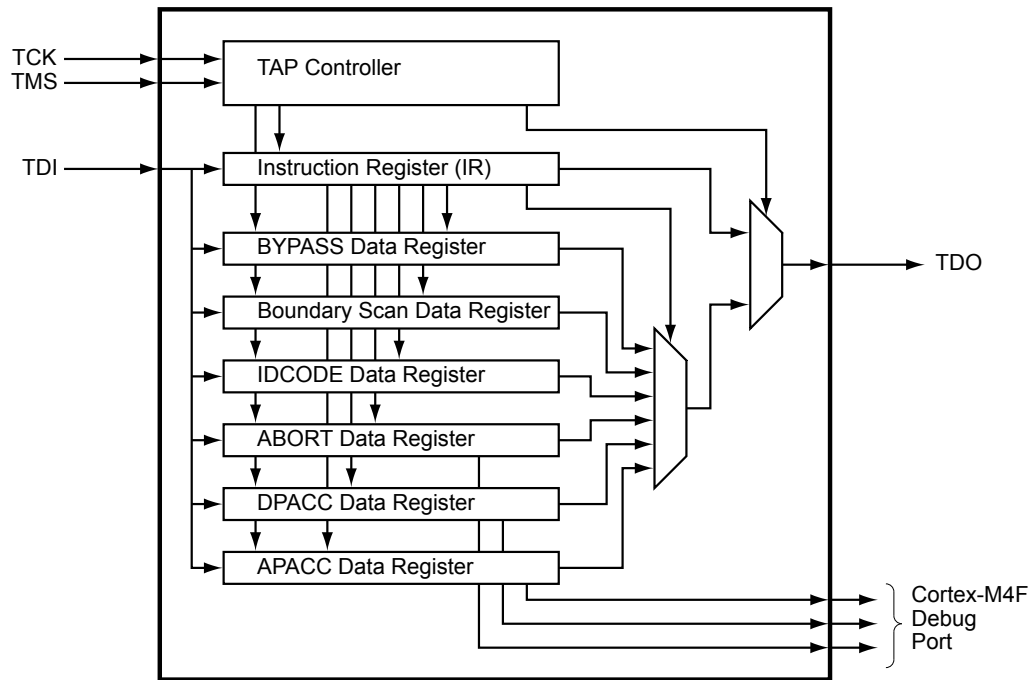 TCK
TMS
TAP Controller
TDI
Instruction Register (IR)
BYPASS Data Register
TDO
Boundary Scan Data Register
IDCODE Data Register
ABORT Data Register
DPACC Data Register
APACC Data Register
Cortex-M4F
Debug
Port